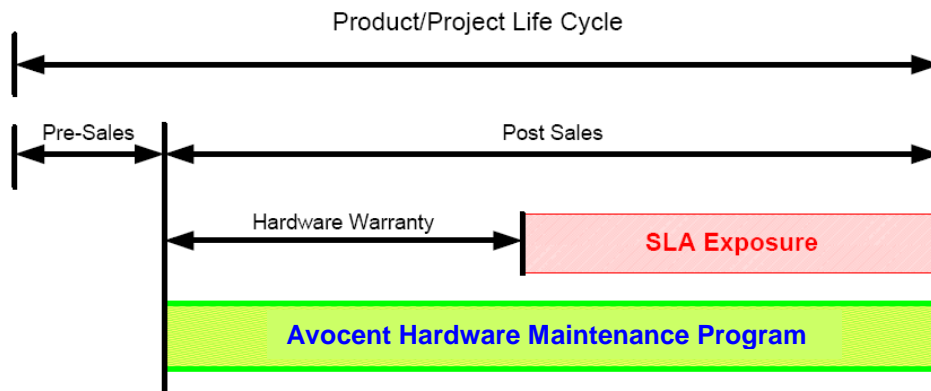 Product/Project Life Cycle
Pre-Sales
Post Sales
Hardware Warranty
SLA Exposure
Avocent Hardware Maintenance Program